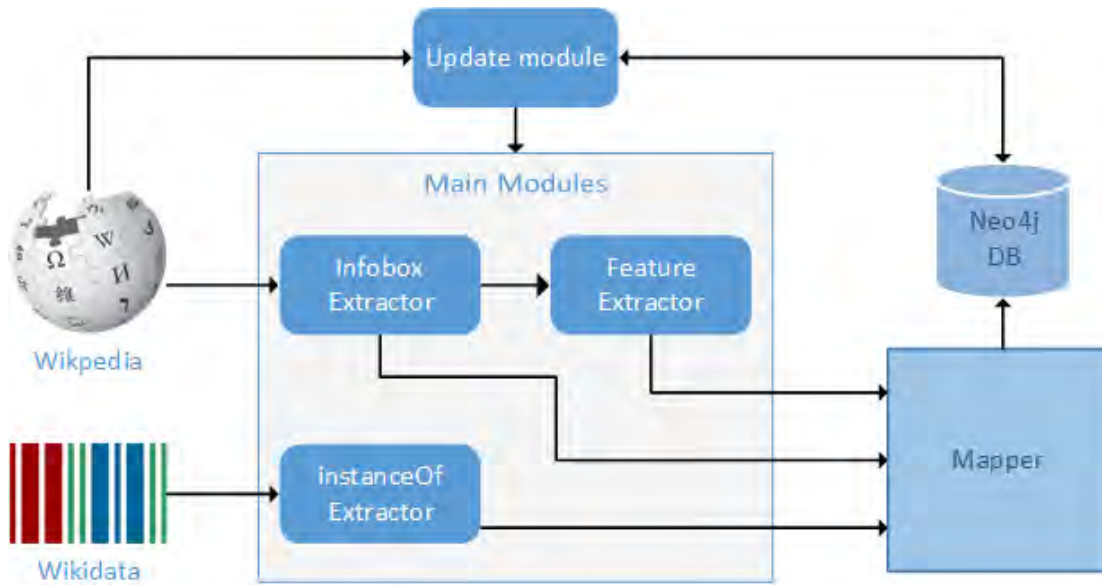 Update module
Main Modules
Neo4j
DB
Infobox
Extractor
Feature
Extractor
Wikpedia
Mapper
instanceOf
Extractor
Wikidata